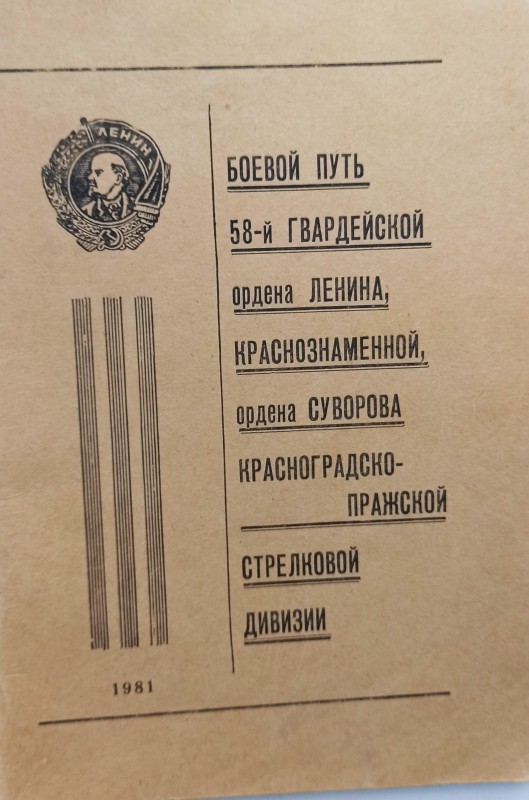 ЛЕНИН
БОЕВОЙ ПУТЬ
58-й ГВАРДЕЙСКОЙ
ордена ЛЕНИНА,
КРАСНОЗНАМЕННОЙ,
ордена СУВОРОВА
КРАСНОГРАДСКО-
ПРАЖСКОЙ
СТРЕЛКОВОЙ
ДИВИЗИИ
1981